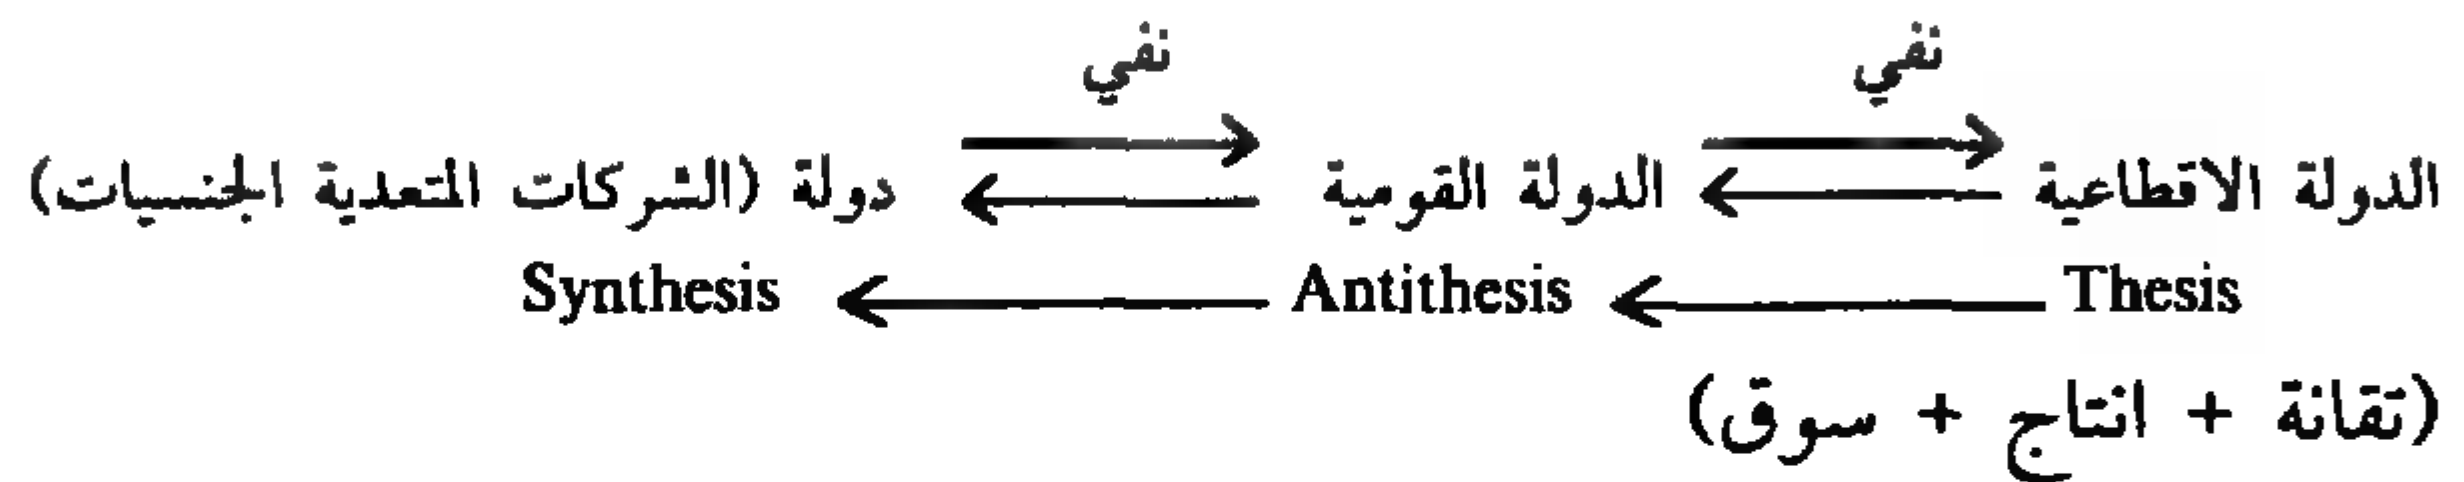 نفي نفي
الدولة الاقطاعية الدولة القومية دولة (الشركات المتعدية الجنسيات)
Thesis Antithesis Synthesis
(تقانة + انتاج + سوق)